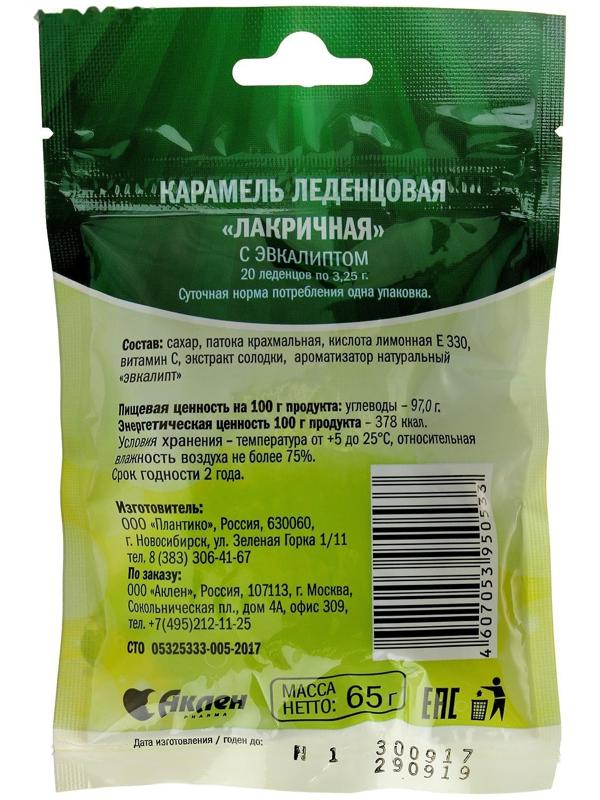 КАРАМЕЛЬ ЛЕДЕНЦОВАЯ
«ЛАКРИЧНАЯ»
С ЭВКАЛИПТОМ
20 леденцов по 3,25 г.
Суточная норма потребления одна упаковка.
Состав: сахар, патока крахмальная, кислота лимонная Е 330,
витамин С, экстракт солодки, ароматизатор натуральный
«эвкалипт»
Пищевая ценность на 100 г продукта: углеводы – 97,0 г.
Энергетическая ценность 100 г продукта – 378 ккал.
Условия хранения – температура от +5 до 25°С, относительная
влажность воздуха не более 75%.
Срок годности 2 года.
Изготовитель:
ООО «Плантико», Россия, 630060,
г. Новосибирск, ул. Зеленая Горка 1/11
тел. 8 (383) 306-41-67
По заказу:
ООО «Аклен», Россия, 107113, г. Москва,
Сокольническая пл., дом 4А, офис 309,
тел. +7(495)212-11-25
СТО 05325333-005-2017
4 607053 950533
Аклен
PHARMA
МАССА
НЕТТО: 65 г
ЕАС
Дата изготовления / годен до:
N 1 300917
290919